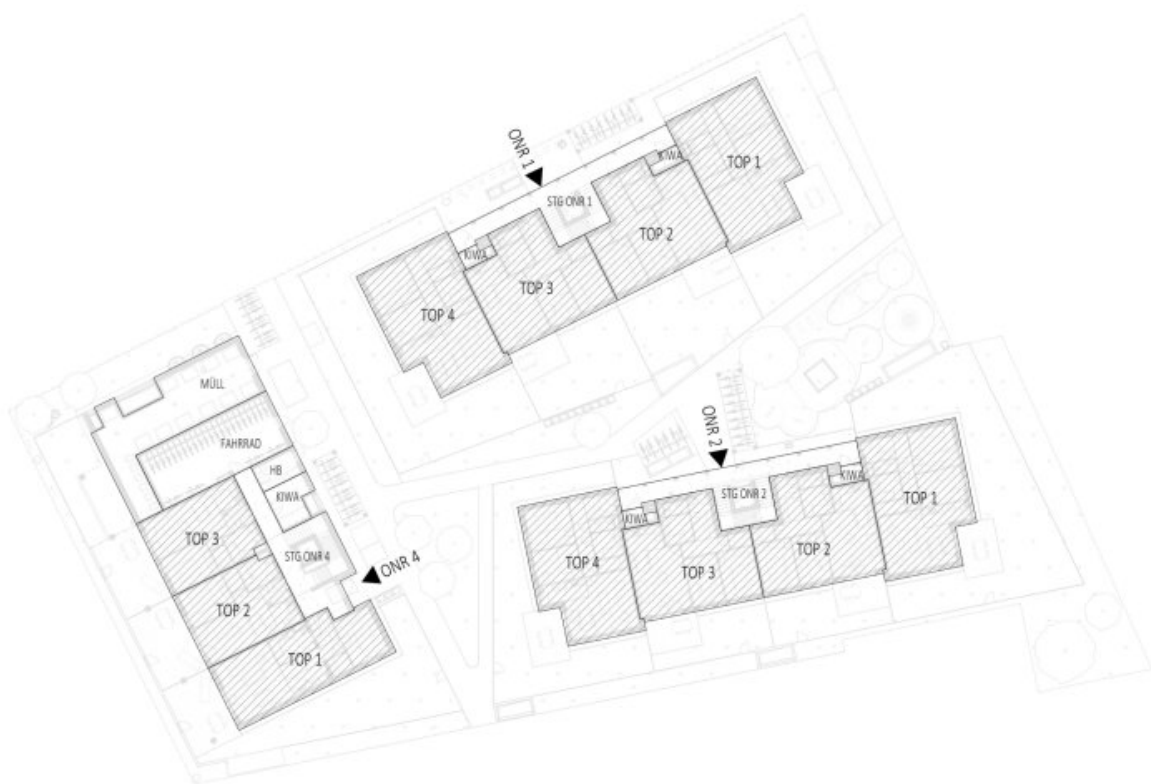 ONR 1
KIWA
TOP 1
STG ONR 1
TOP 2
KIWA
TOP 3
TOP 4
MÜLL
FAHRRAD
HB
KIWA
TOP 3
STG ONR 4
ONR 4
TOP 2
TOP 1
ONR 2
KIWA
TOP 1
STG ONR 2
KIWA
TOP 2
TOP 4
TOP 3